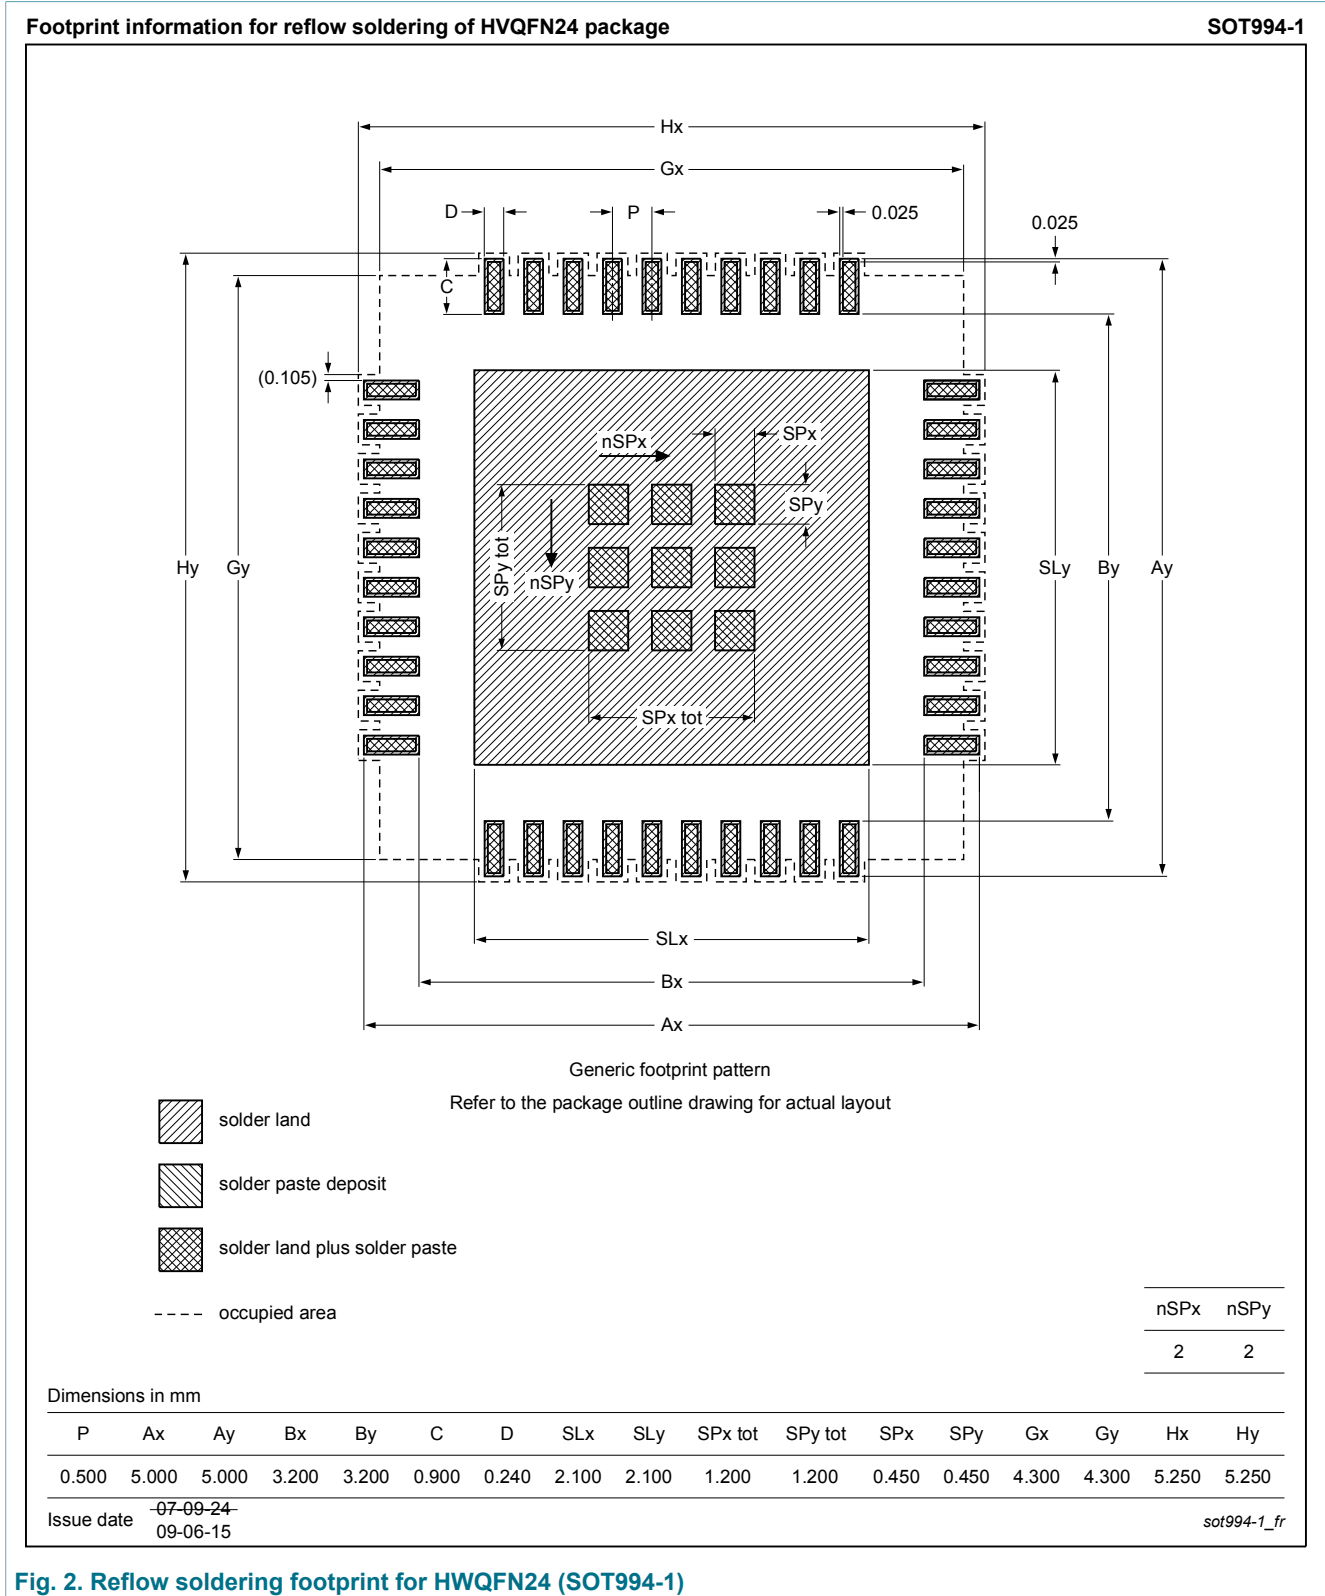 Footprint information for reflow soldering of HVQFN24 package SOT994-1
Hx
Gx
D P 0.025
0.025
C
(0.105)
nSPx SPx
SPy
SPy tot
nSPy
Hy Gy SLy By Ay
SPx tot
SLx
Bx
Ax
Generic footprint pattern
Refer to the package outline drawing for actual layout
solder land
solder paste deposit
solder land plus solder paste
occupied area
nSPx nSPy
2 2
Dimensions in mm
P Ax Ay Bx By C D SLx SLy SPx tot SPy tot SPx SPy Gx Gy Hx Hy
0.500 5.000 5.000 3.200 3.200 0.900 0.240 2.100 2.100 1.200 1.200 0.450 0.450 4.300 4.300 5.250 5.250
Issue date 07-09-24
09-06-15
sot994-1_fr
Fig. 2. Reflow soldering footprint for HWQFN24 (SOT994-1)